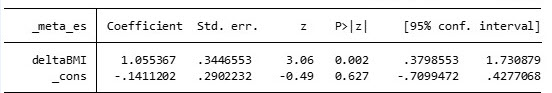 _meta_es Coefficient Std. err. z P>|z| [95% conf. interval]
deltaBMI 1.055367 .3446553 3.06 0.002 .3798553 1.730879
_cons -.1411202 .2902232 -0.49 0.627 -.7099472 .4277068